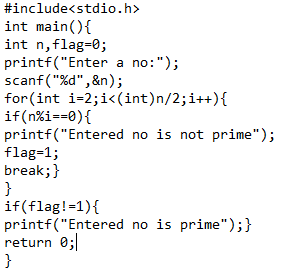 #include<stdio.h>
int main(){
int n,flag=0;
printf("Enter a no:");
scanf("%d",&n);
for(int i=2;i<(int)n/2;i++){
if(n%i==0){
printf("Entered no is not prime");
flag=1;
break;}
}
if(flag!=1){
printf("Entered no is prime");}
return 0;
}